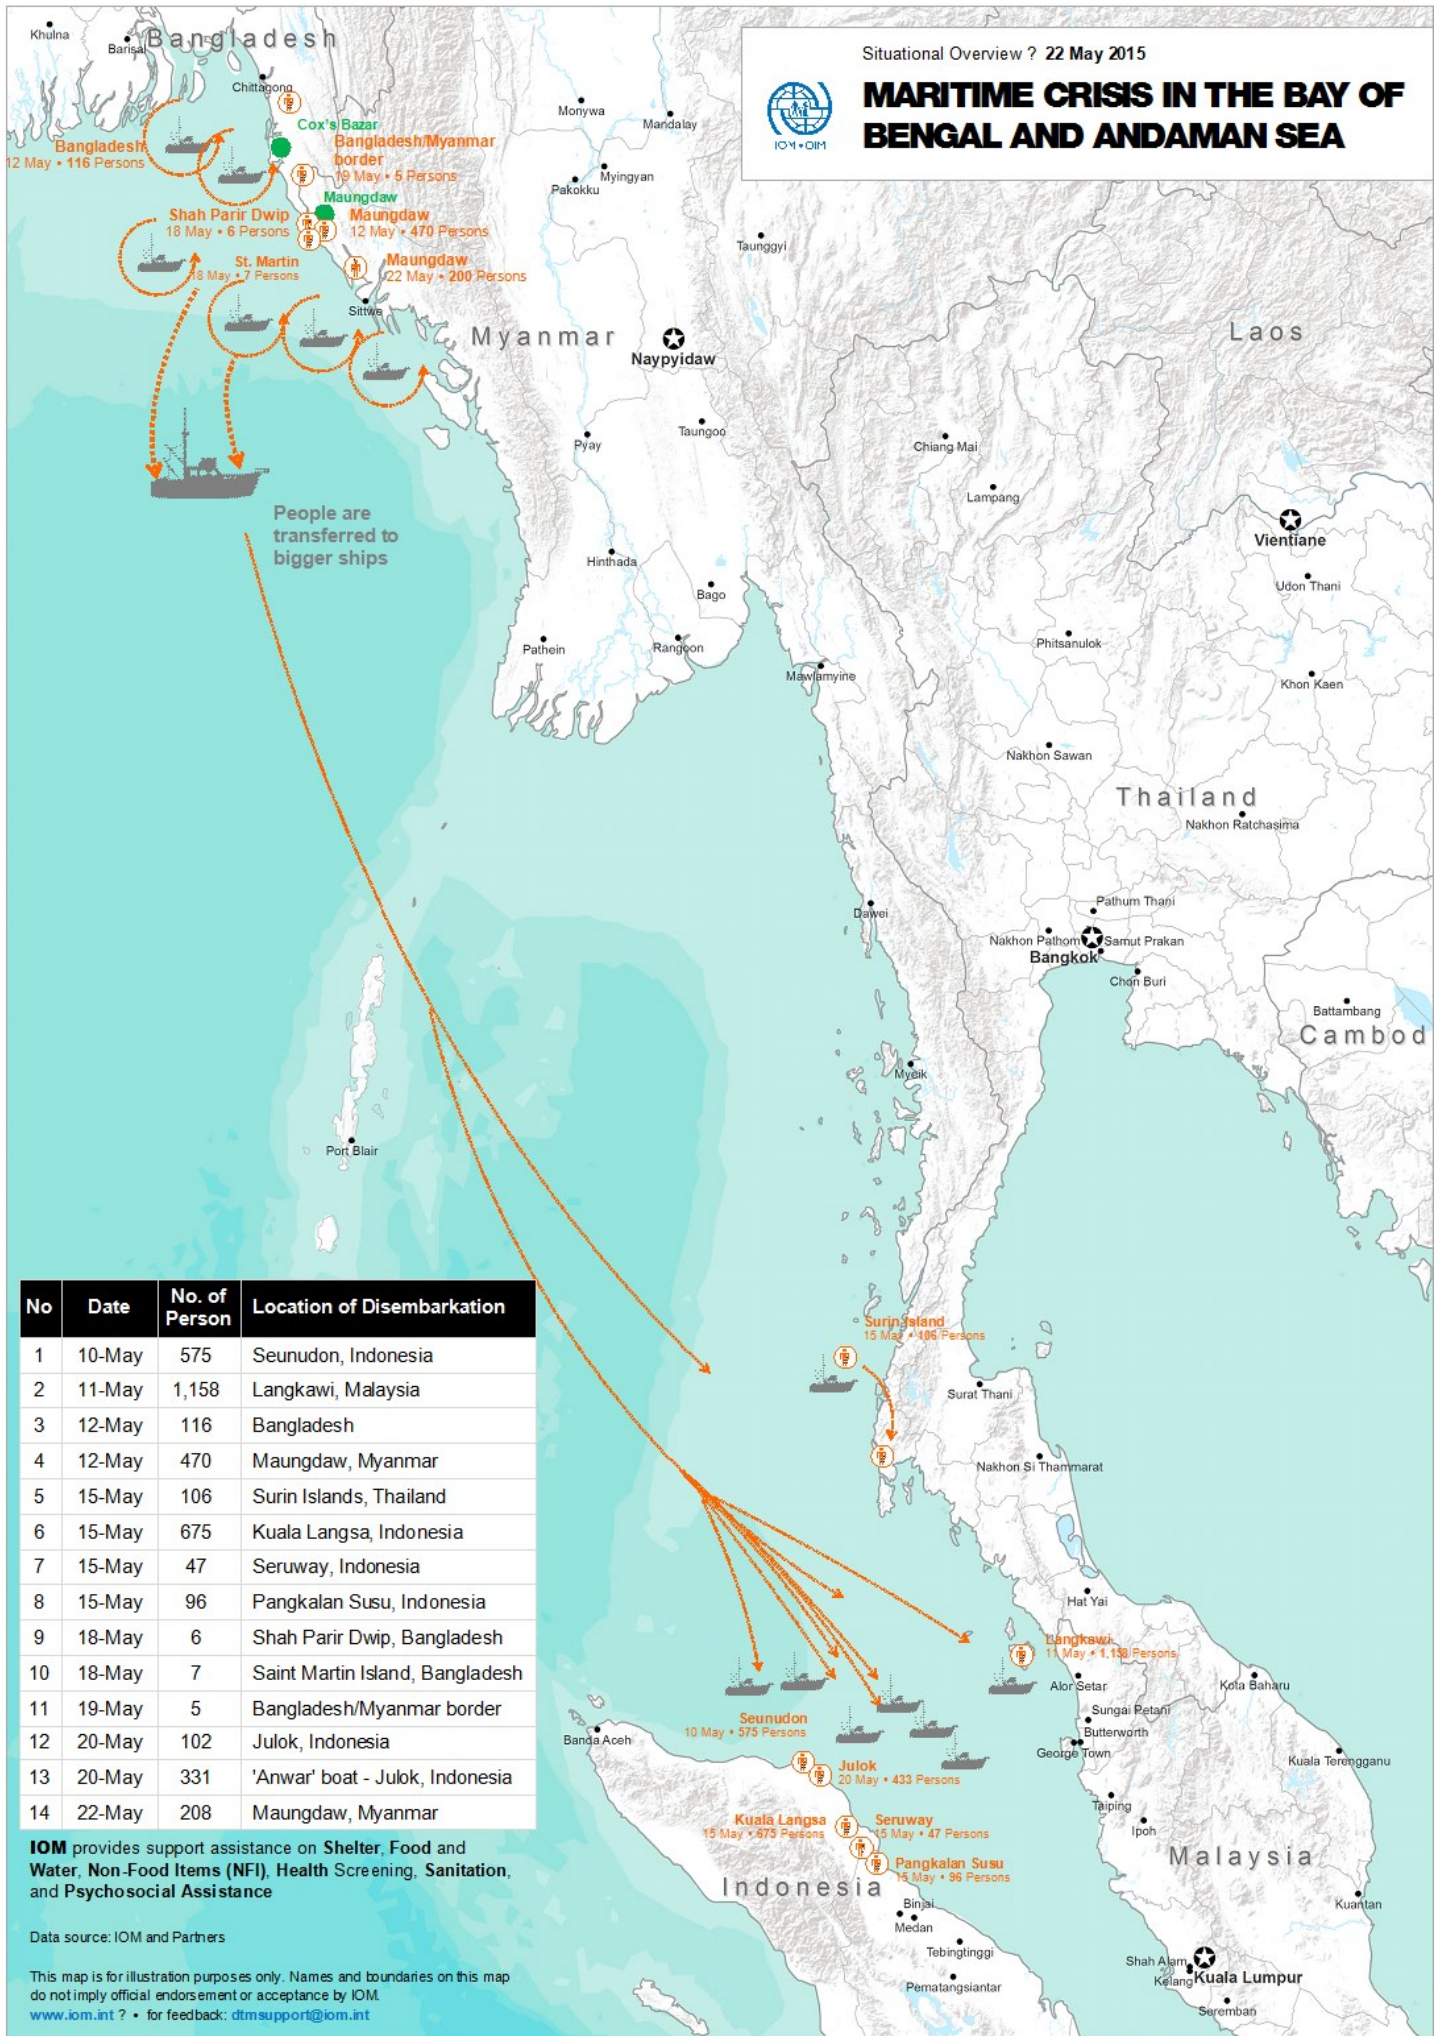 Situational Overview ? 22 May 2015
MARITIME CRISIS IN THE BAY OF
BENGAL AND ANDAMAN SEA
IOM • OIM
Khulna
Barisal
Bangladesh
Chittagong
Cox's Bazar
Bangladesh
12 May • 116 Persons
Bangladesh/Myanmar
border
19 May • 5 Persons
Maungdaw
Shah Parir Dwip
18 May • 6 Persons
Maungdaw
12 May • 470 Persons
St. Martin
18 May • 7 Persons
Maungdaw
22 May • 200 Persons
Sittwe
Monywa
Mandalay
Myingyan
Pakokku
Taunggyi
Myanmar
Naypyidaw
Laos
Pyay
Taungoo
Chiang Mai
Lampang
People are
transferred to
bigger ships
Vientiane
Hinthada
Udon Thani
Bago
Pathein
Rangoon
Phitsanulok
Mawlamyine
Khon Kaen
Nakhon Sawan
Thailand
Nakhon Ratchasima
Dawei
Pathum Thani
Nakhon Pathom
Samut Prakan
Bangkok
Chon Buri
Battambang
Cambod
Myeik
Port Blair
Surin Island
15 May • 106 Persons
Surat Thani
Nakhon Si Thammarat
Hat Yai
Langkawi
11 May • 1,158 Persons
Alor Setar
Kota Baharu
Sungai Petani
Butterworth
George Town
Kuala Terengganu
Seunudon
10 May • 575 Persons
Banda Aceh
Julok
20 May • 433 Persons
Taiping
Ipoh
Kuala Langsa
15 May • 675 Persons
Seruway
15 May • 47 Persons
Malaysia
Pangkalan Susu
15 May • 96 Persons
Indonesia
Binjai
Medan
Kuantan
Tebingtinggi
Pematangsiantar
Shah Alam
Kelang
Kuala Lumpur
Seremban
No Date No. of Person Location of Disembarkation
1 10-May 575 Seunudon, Indonesia
2 11-May 1,158 Langkawi, Malaysia
3 12-May 116 Bangladesh
4 12-May 470 Maungdaw, Myanmar
5 15-May 106 Surin Islands, Thailand
6 15-May 675 Kuala Langsa, Indonesia
7 15-May 47 Seruway, Indonesia
8 15-May 96 Pangkalan Susu, Indonesia
9 18-May 6 Shah Parir Dwip, Bangladesh
10 18-May 7 Saint Martin Island, Bangladesh
11 19-May 5 Bangladesh/Myanmar border
12 20-May 102 Julok, Indonesia
13 20-May 331 'Anwar' boat - Julok, Indonesia
14 22-May 208 Maungdaw, Myanmar
IOM provides support assistance on Shelter, Food and
Water, Non-Food Items (NFI), Health Screening, Sanitation,
and Psychosocial Assistance
Data source: IOM and Partners
This map is for illustration purposes only. Names and boundaries on this map
do not imply official endorsement or acceptance by IOM.
www.iom.int ? • for feedback: dtmsupport@iom.int